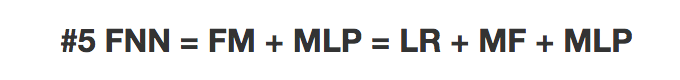 #5 FNN = FM + MLP = LR + MF + MLP